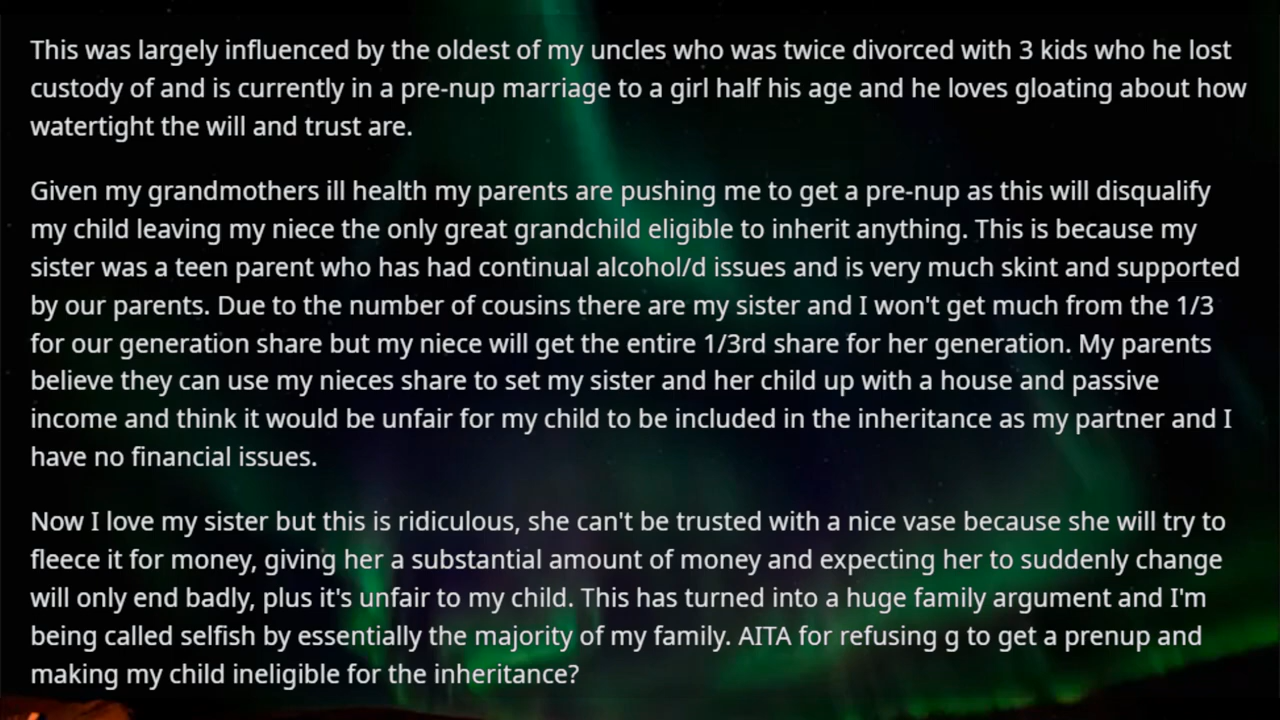 This was largely influenced by the oldest of my uncles who was twice divorced with 3 kids who he lost
custody of and is currently in a pre-nup marriage to a girl half his age and he loves gloating about how
watertight the will and trust are.
Given my grandmothers ill health my parents are pushing me to get a pre-nup as this will disqualify
my child leaving my niece the only great grandchild eligible to inherit anything. This is because my
sister was a teen parent who has had continual alcohol/d issues and is very much skint and supported
by our parents. Due to the number of cousins there are my sister and I won't get much from the 1/3
for our generation share but my niece will get the entire 1/3rd share for her generation. My parents
believe they can use my nieces share to set my sister and her child up with a house and passive
income and think it would be unfair for my child to be included in the inheritance as my partner and I
have no financial issues.
Now I love my sister but this is ridiculous, she can't be trusted with a nice vase because she will try to
fleece it for money, giving her a substantial amount of money and expecting her to suddenly change
will only end badly, plus it's unfair to my child. This has turned into a huge family argument and I'm
being called selfish by essentially the majority of my family. AITA for refusing g to get a prenup and
making my child ineligible for the inheritance?